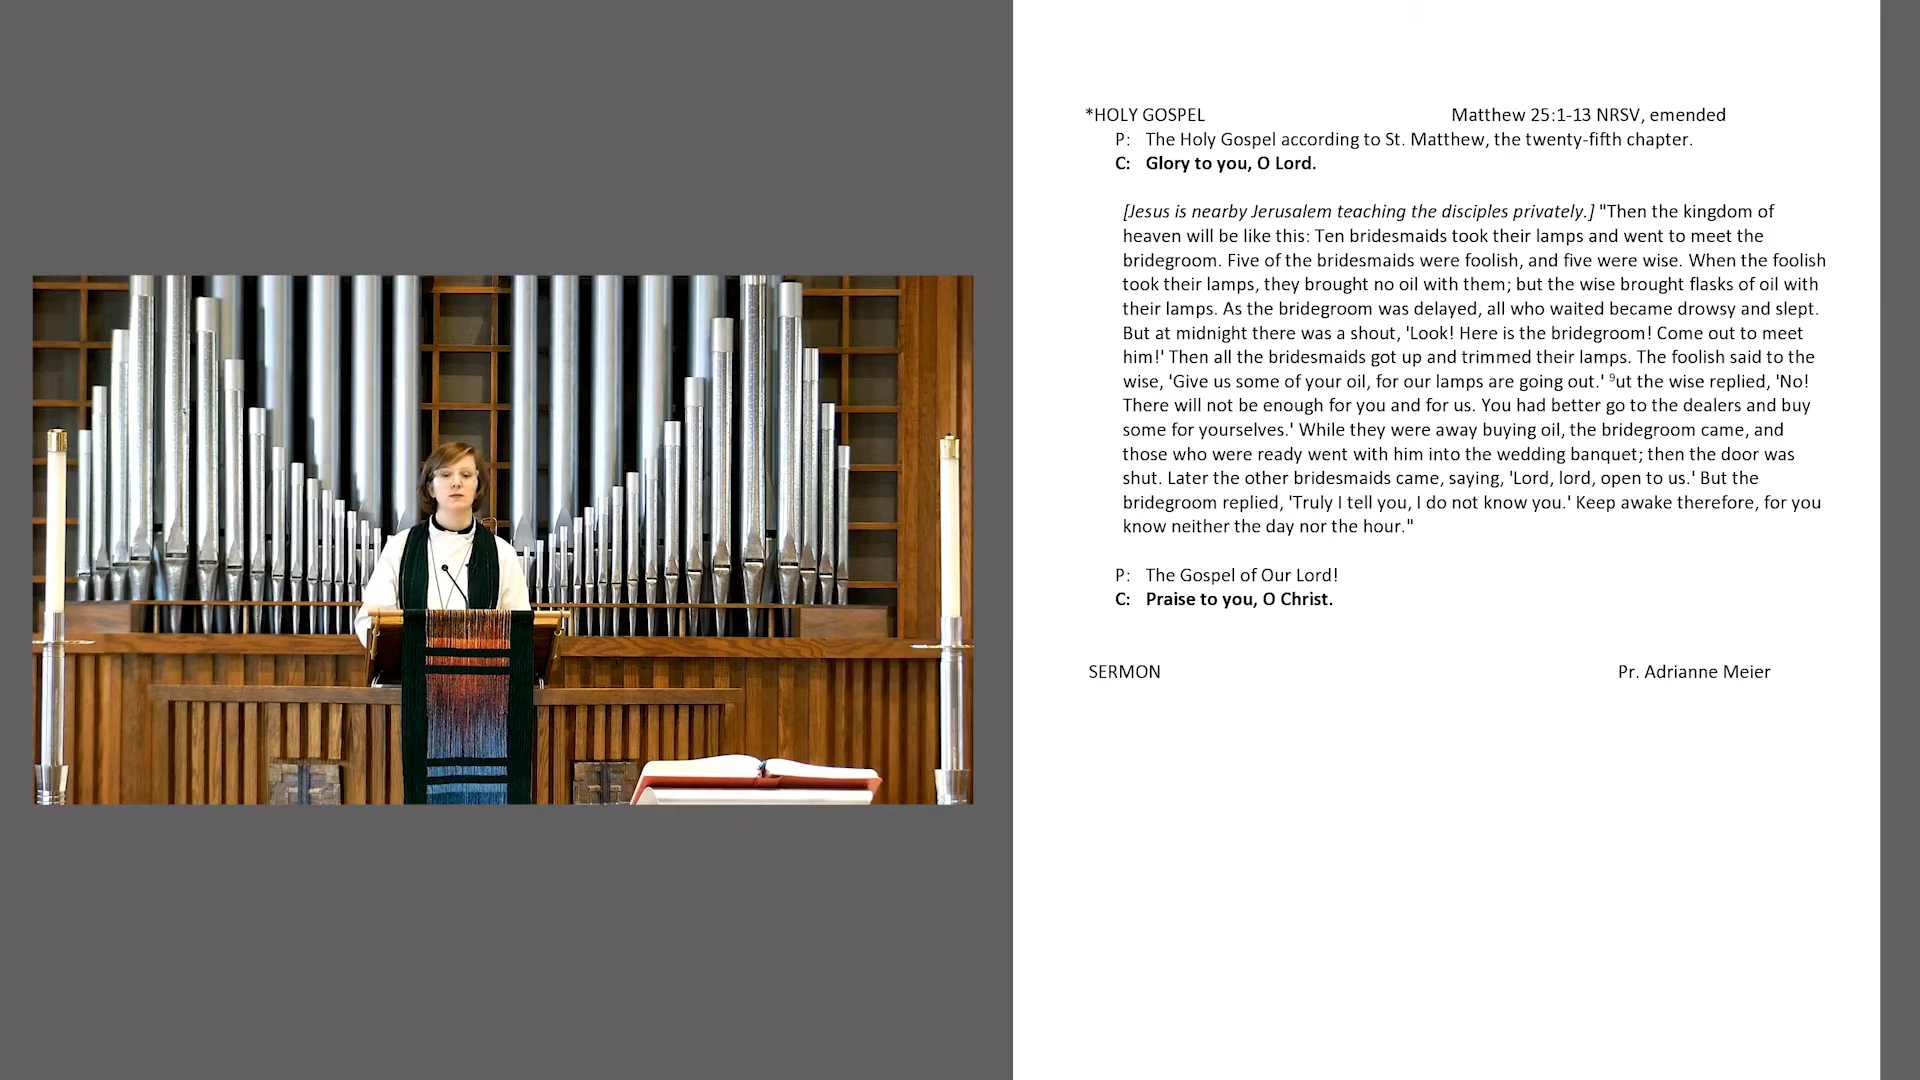 *HOLY GOSPEL Matthew 25:1-13 NRSV, emended
P: The Holy Gospel according to St. Matthew, the twenty-fifth chapter.
C: Glory to you, O Lord.
[Jesus is nearby Jerusalem teaching the disciples privately.] "Then the kingdom of
heaven will be like this: Ten bridesmaids took their lamps and went to meet the
bridegroom. Five of the bridesmaids were foolish, and five were wise. When the foolish
took their lamps, they brought no oil with them; but the wise brought flasks of oil with
their lamps. As the bridegroom was delayed, all who waited became drowsy and slept.
But at midnight there was a shout, 'Look! Here is the bridegroom! Come out to meet
him!' Then all the bridesmaids got up and trimmed their lamps. The foolish said to the
wise, 'Give us some of your oil, for our lamps are going out.' ⁹ut the wise replied, 'No!
There will not be enough for you and for us. You had better go to the dealers and buy
some for yourselves.' While they were away buying oil, the bridegroom came, and
those who were ready went with him into the wedding banquet; then the door was
shut. Later the other bridesmaids came, saying, 'Lord, lord, open to us.' But the
bridegroom replied, 'Truly I tell you, I do not know you.' Keep awake therefore, for you
know neither the day nor the hour."
P: The Gospel of Our Lord!
C: Praise to you, O Christ.
SERMON Pr. Adrianne Meier